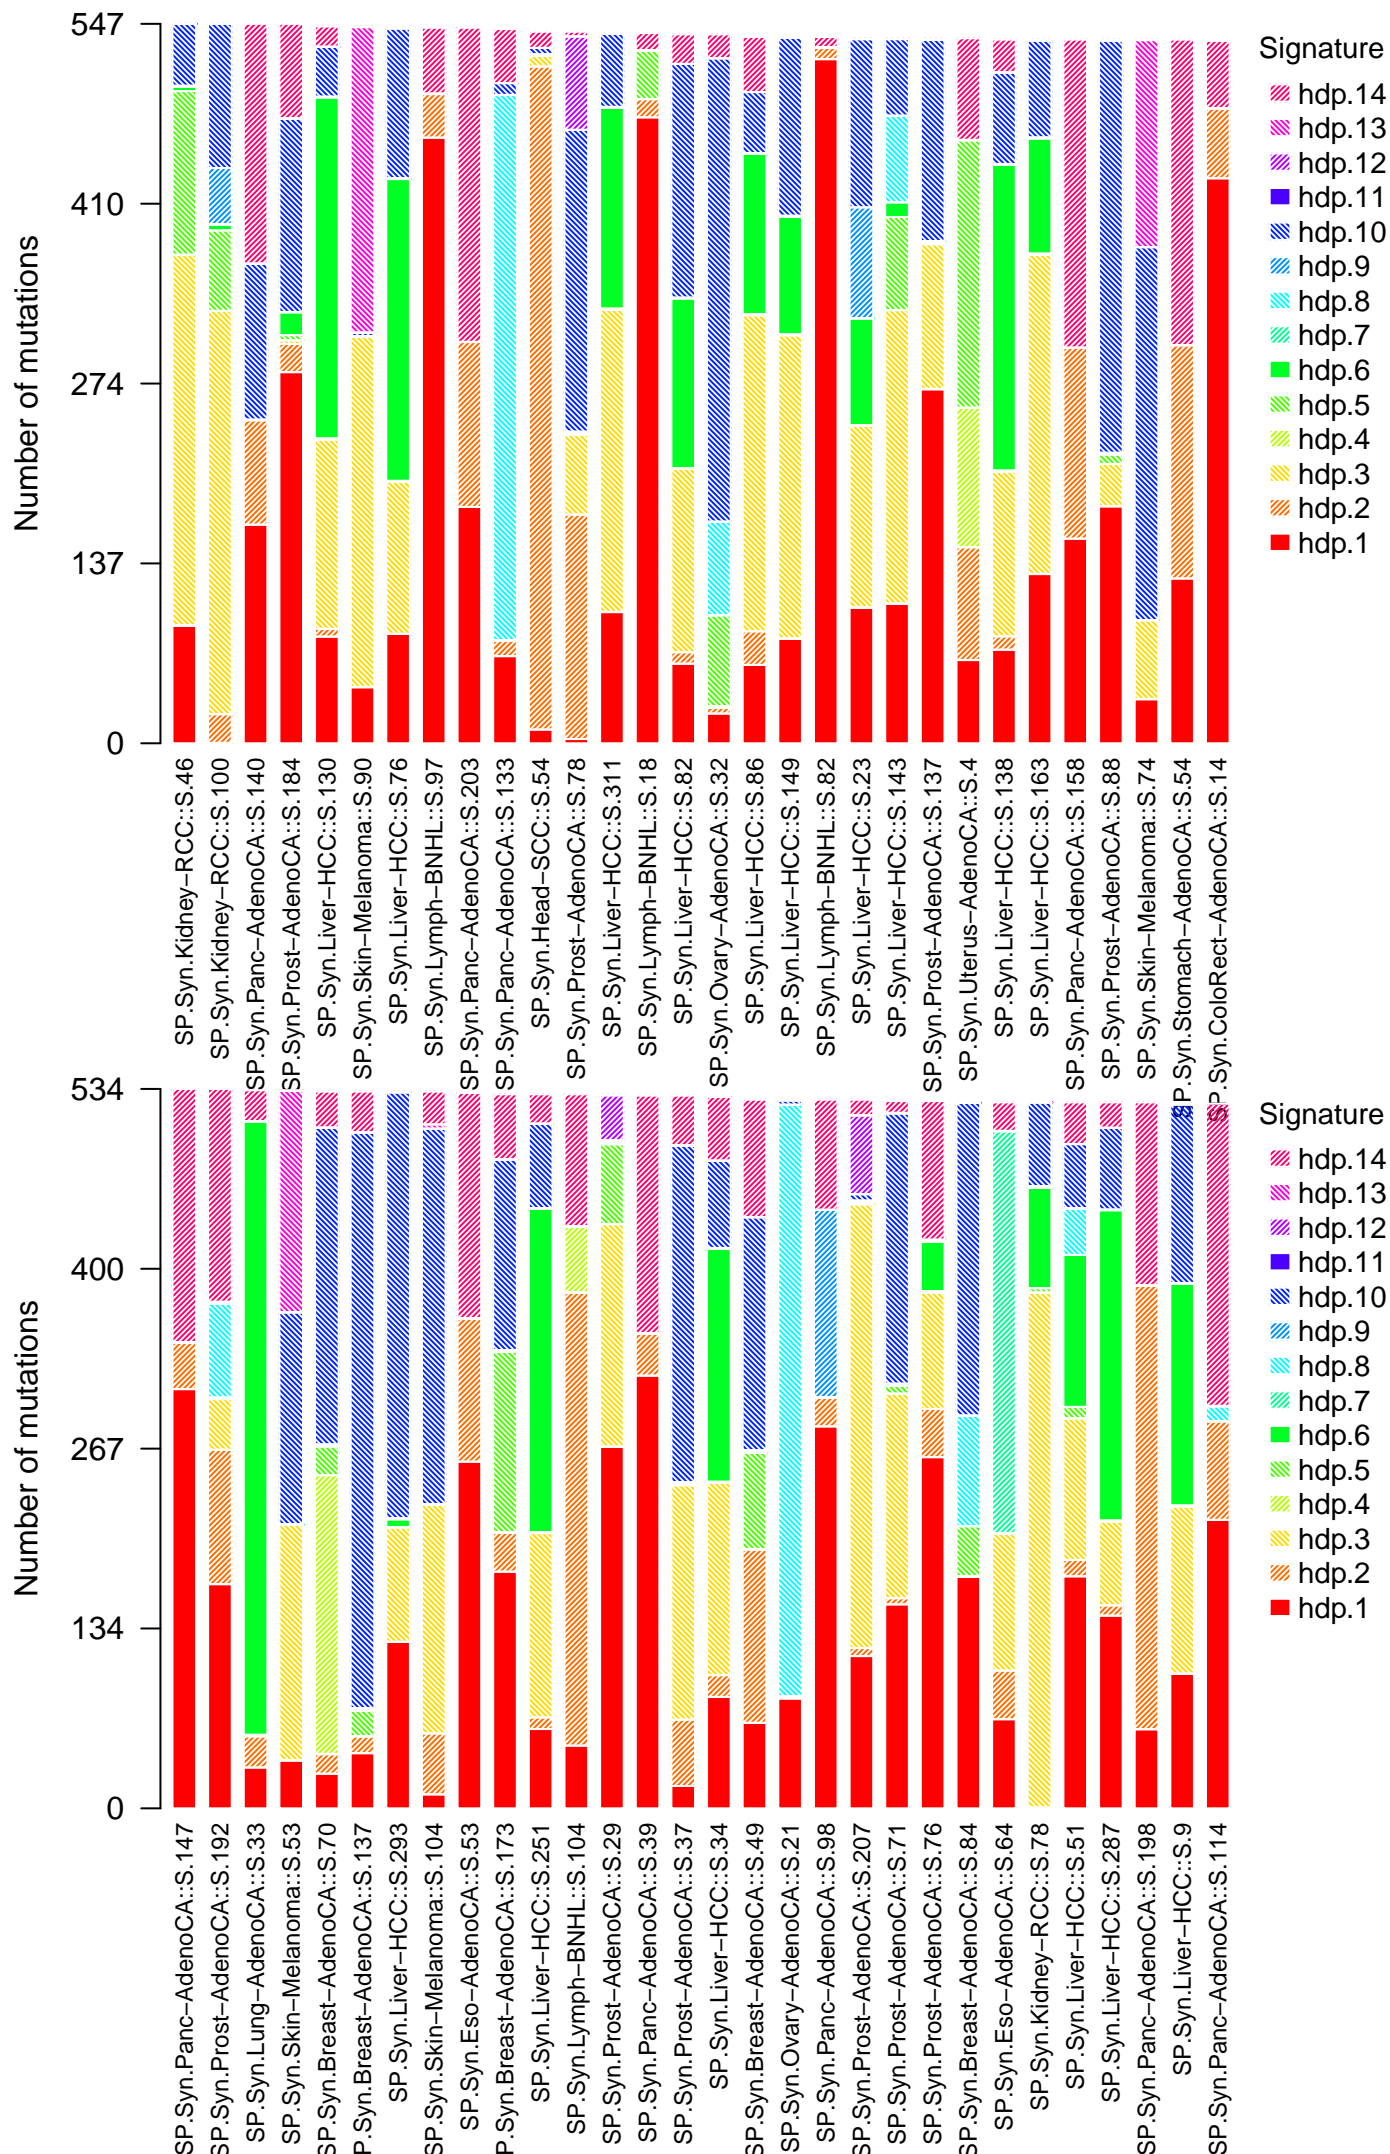 Number of mutations
547
410
274
137
0
SP.Syn.Kidney−RCC::S.46
SP.Syn.Kidney−RCC::S.100
SP.Syn.Panc−AdenoCA::S.140
SP.Syn.Prost−AdenoCA::S.184
SP.Syn.Liver−HCC::S.130
SP.Syn.Skin−Melanoma::S.90
SP.Syn.Liver−HCC::S.76
SP.Syn.Lymph−BNHL::S.97
SP.Syn.Panc−AdenoCA::S.203
SP.Syn.Panc−AdenoCA::S.133
SP.Syn.Head−SCC::S.54
SP.Syn.Prost−AdenoCA::S.78
SP.Syn.Liver−HCC::S.311
SP.Syn.Lymph−BNHL::S.18
SP.Syn.Liver−HCC::S.82
SP.Syn.Ovary−AdenoCA::S.32
SP.Syn.Liver−HCC::S.86
SP.Syn.Liver−HCC::S.149
SP.Syn.Lymph−BNHL::S.82
SP.Syn.Liver−HCC::S.23
SP.Syn.Liver−HCC::S.143
SP.Syn.Prost−AdenoCA::S.137
SP.Syn.Uterus−AdenoCA::S.4
SP.Syn.Liver−HCC::S.138
SP.Syn.Liver−HCC::S.163
SP.Syn.Panc−AdenoCA::S.158
SP.Syn.Prost−AdenoCA::S.88
SP.Syn.Skin−Melanoma::S.74
SP.Syn.Stomach−AdenoCA::S.54
SP.Syn.ColoRect−AdenoCA::S.14
Signature
hdp.14
hdp.13
hdp.12
hdp.11
hdp.10
hdp.9
hdp.8
hdp.7
hdp.6
hdp.5
hdp.4
hdp.3
hdp.2
hdp.1
Number of mutations
534
400
267
134
0
SP.Syn.Panc−AdenoCA::S.147
SP.Syn.Prost−AdenoCA::S.192
SP.Syn.Lung−AdenoCA::S.33
SP.Syn.Skin−Melanoma::S.53
SP.Syn.Breast−AdenoCA::S.70
SP.Syn.Breast−AdenoCA::S.137
SP.Syn.Liver−HCC::S.293
SP.Syn.Skin−Melanoma::S.104
SP.Syn.Eso−AdenoCA::S.53
SP.Syn.Breast−AdenoCA::S.173
SP.Syn.Liver−HCC::S.251
SP.Syn.Lymph−BNHL::S.104
SP.Syn.Prost−AdenoCA::S.29
SP.Syn.Panc−AdenoCA::S.39
SP.Syn.Prost−AdenoCA::S.37
SP.Syn.Liver−HCC::S.34
SP.Syn.Breast−AdenoCA::S.49
SP.Syn.Ovary−AdenoCA::S.21
SP.Syn.Panc−AdenoCA::S.98
SP.Syn.Prost−AdenoCA::S.207
SP.Syn.Prost−AdenoCA::S.71
SP.Syn.Prost−AdenoCA::S.76
SP.Syn.Breast−AdenoCA::S.84
SP.Syn.Eso−AdenoCA::S.64
SP.Syn.Kidney−RCC::S.78
SP.Syn.Liver−HCC::S.51
SP.Syn.Liver−HCC::S.287
SP.Syn.Panc−AdenoCA::S.198
SP.Syn.Liver−HCC::S.9
SP.Syn.Panc−AdenoCA::S.114
Signature
hdp.14
hdp.13
hdp.12
hdp.11
hdp.10
hdp.9
hdp.8
hdp.7
hdp.6
hdp.5
hdp.4
hdp.3
hdp.2
hdp.1